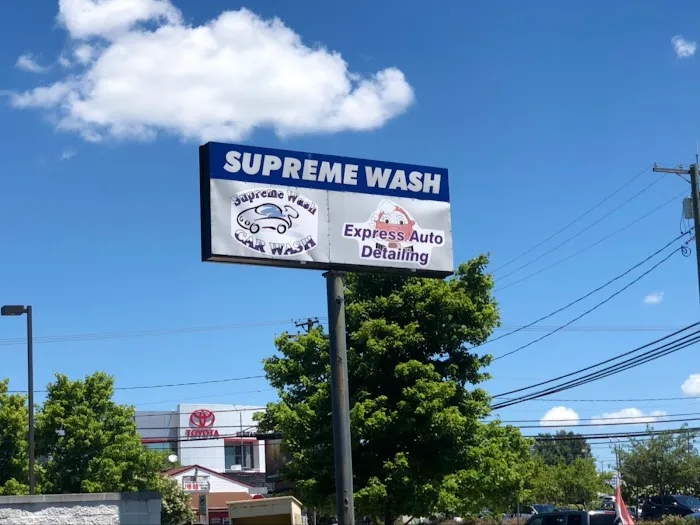 SUPREME WASH
Supreme Wash
CAR WASH
Express Auto
Detailing
TOYOTA